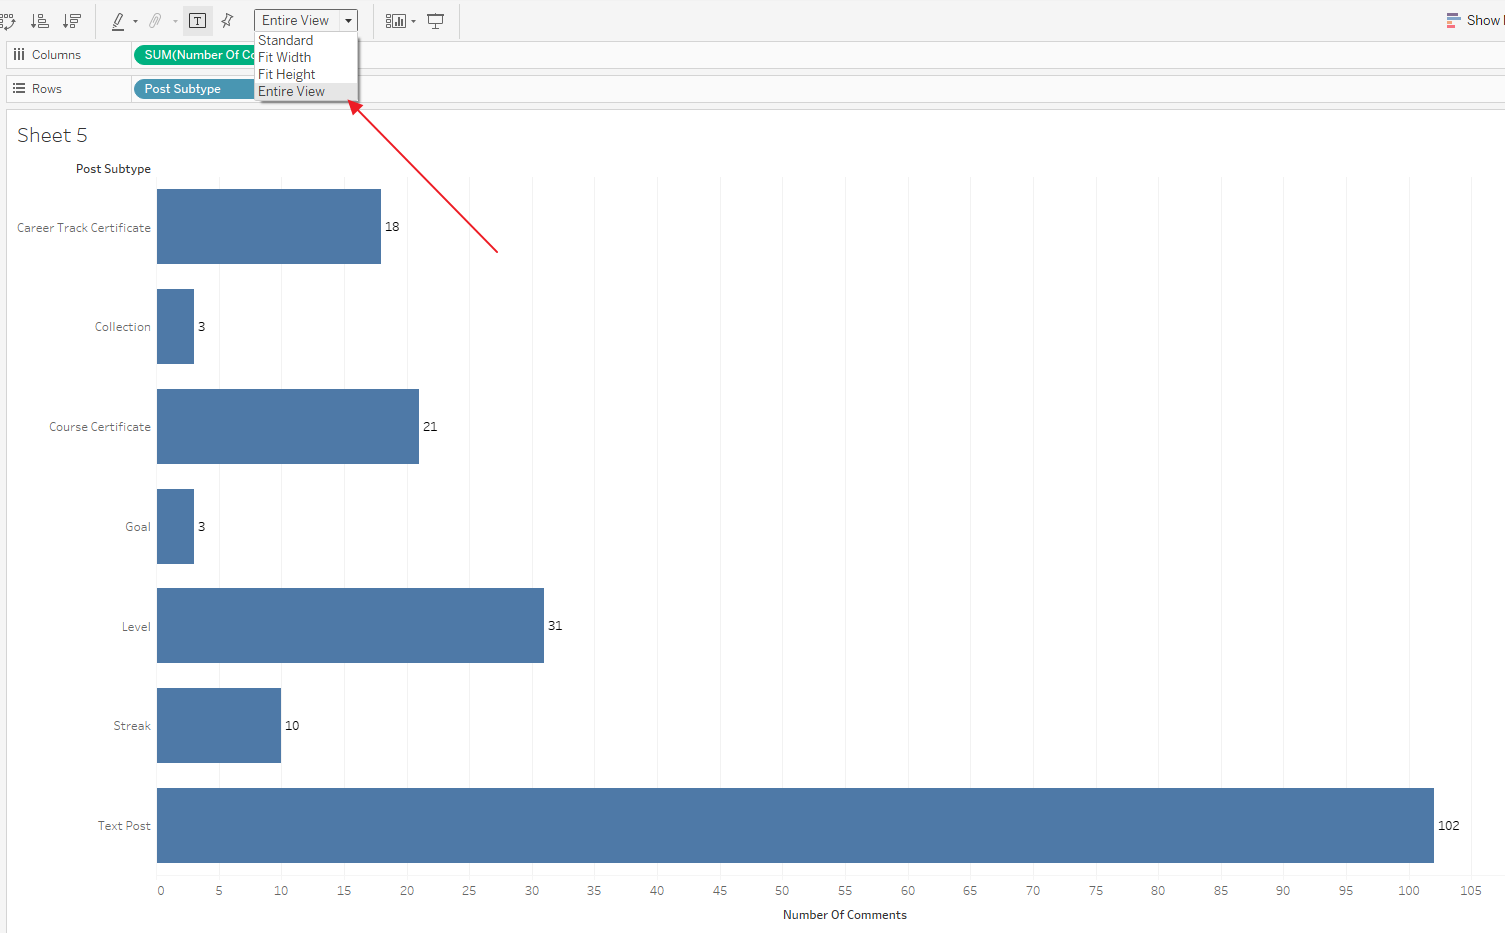 T
Entire View
Show
Standard
Fit Width
Fit Height
Entire View
Columns
SUM(Number Of
Rows
Post Subtype
Sheet 5
Post Subtype
Career Track Certificate 18
Collection 3
Course Certificate 21
Goal 3
Level 31
Streak 10
Text Post 102
0 5 10 15 20 25 30 35 40 45 50 55 60 65 70 75 80 85 90 95 100 105
Number Of Comments